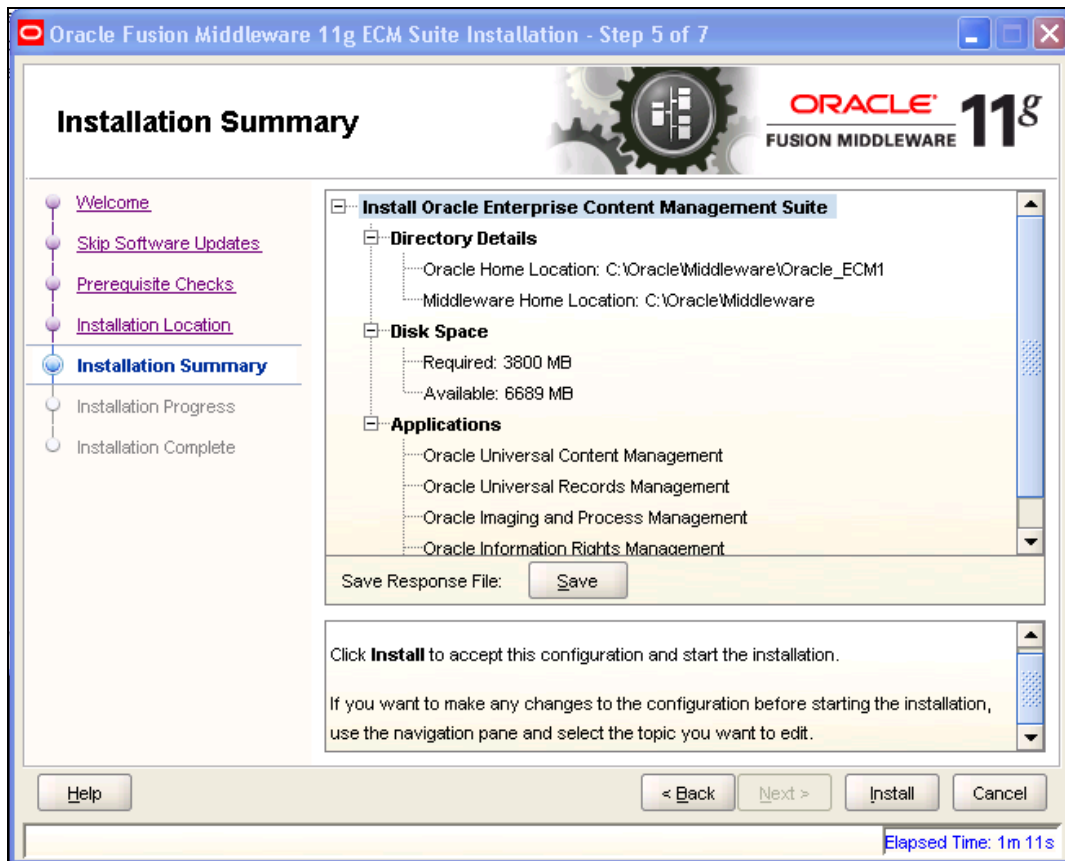 Oracle Fusion Middleware 11g ECM Suite Installation - Step 5 of 7
Installation Summary
ORACLE
FUSION MIDDLEWARE 11g
Welcome
Skip Software Updates
Prerequisite Checks
Installation Location
Installation Summary
Installation Progress
Installation Complete
Install Oracle Enterprise Content Management Suite
Directory Details
Oracle Home Location: C:\Oracle\Middleware\Oracle_ECM1
Middleware Home Location: C:\Oracle\Middleware
Disk Space
Required: 3800 MB
Available: 6689 MB
Applications
Oracle Universal Content Management
Oracle Universal Records Management
Oracle Imaging and Process Management
Oracle Information Rights Management
Save Response File: Save
Click Install to accept this configuration and start the installation.
If you want to make any changes to the configuration before starting the installation,
use the navigation pane and select the topic you want to edit.
Help < Back Next > Install Cancel
Elapsed Time: 1m 11s